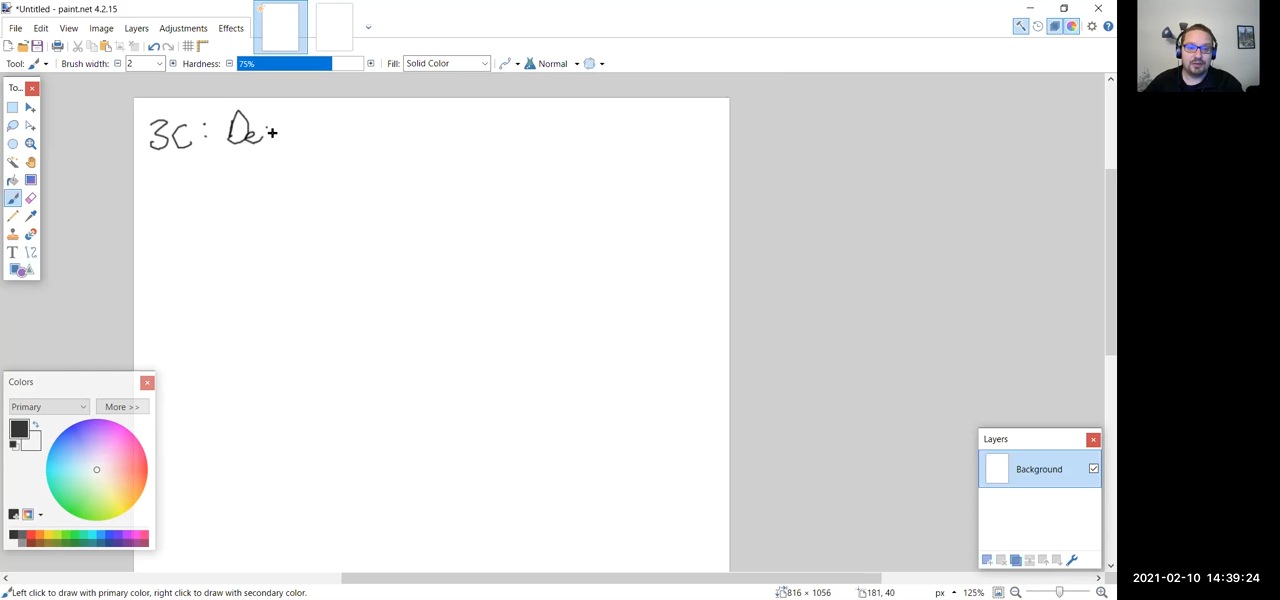 *Untitled - paint.net 4.2.15
File Edit View Image Layers Adjustments Effects
Tool: Brush width: 2 Hardness: 75% Fill: Solid Color Normal
To...
3C: De
Colors
Primary More >>
Layers
Background
2021-02-10 14:39:24
Left click to draw with primary color, right click to draw with secondary color. 816 × 1056 181, 40 px 125%